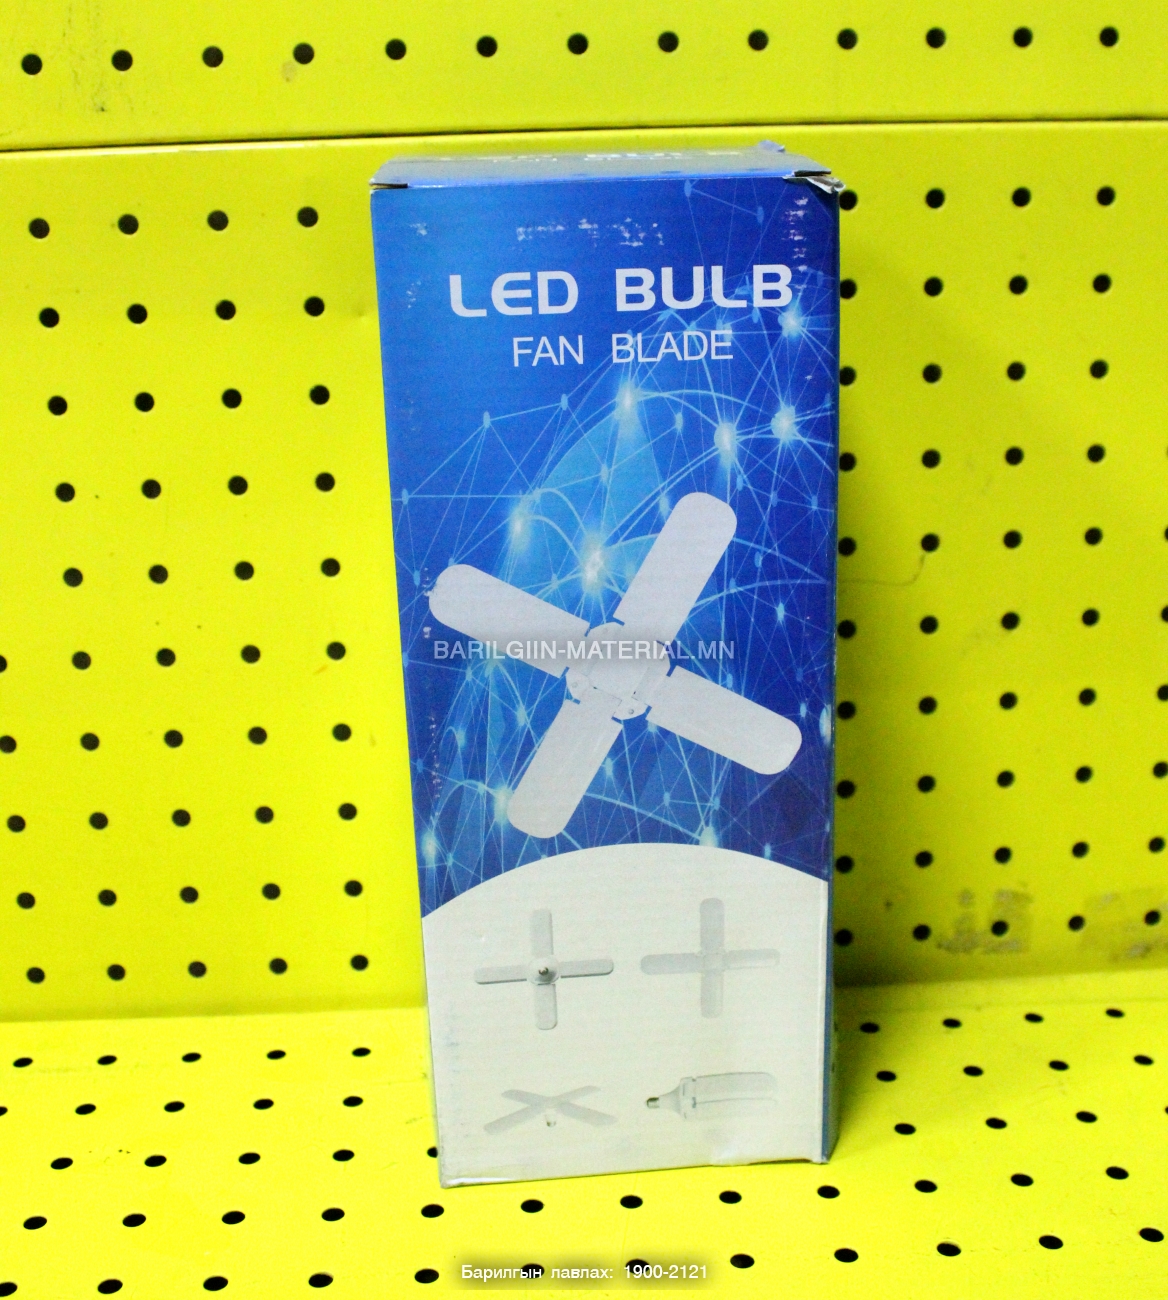 LED BULB
FAN BLADE
BARILGIIN-MATERIAL.MN
Барилгын лавлах: 1900-2121